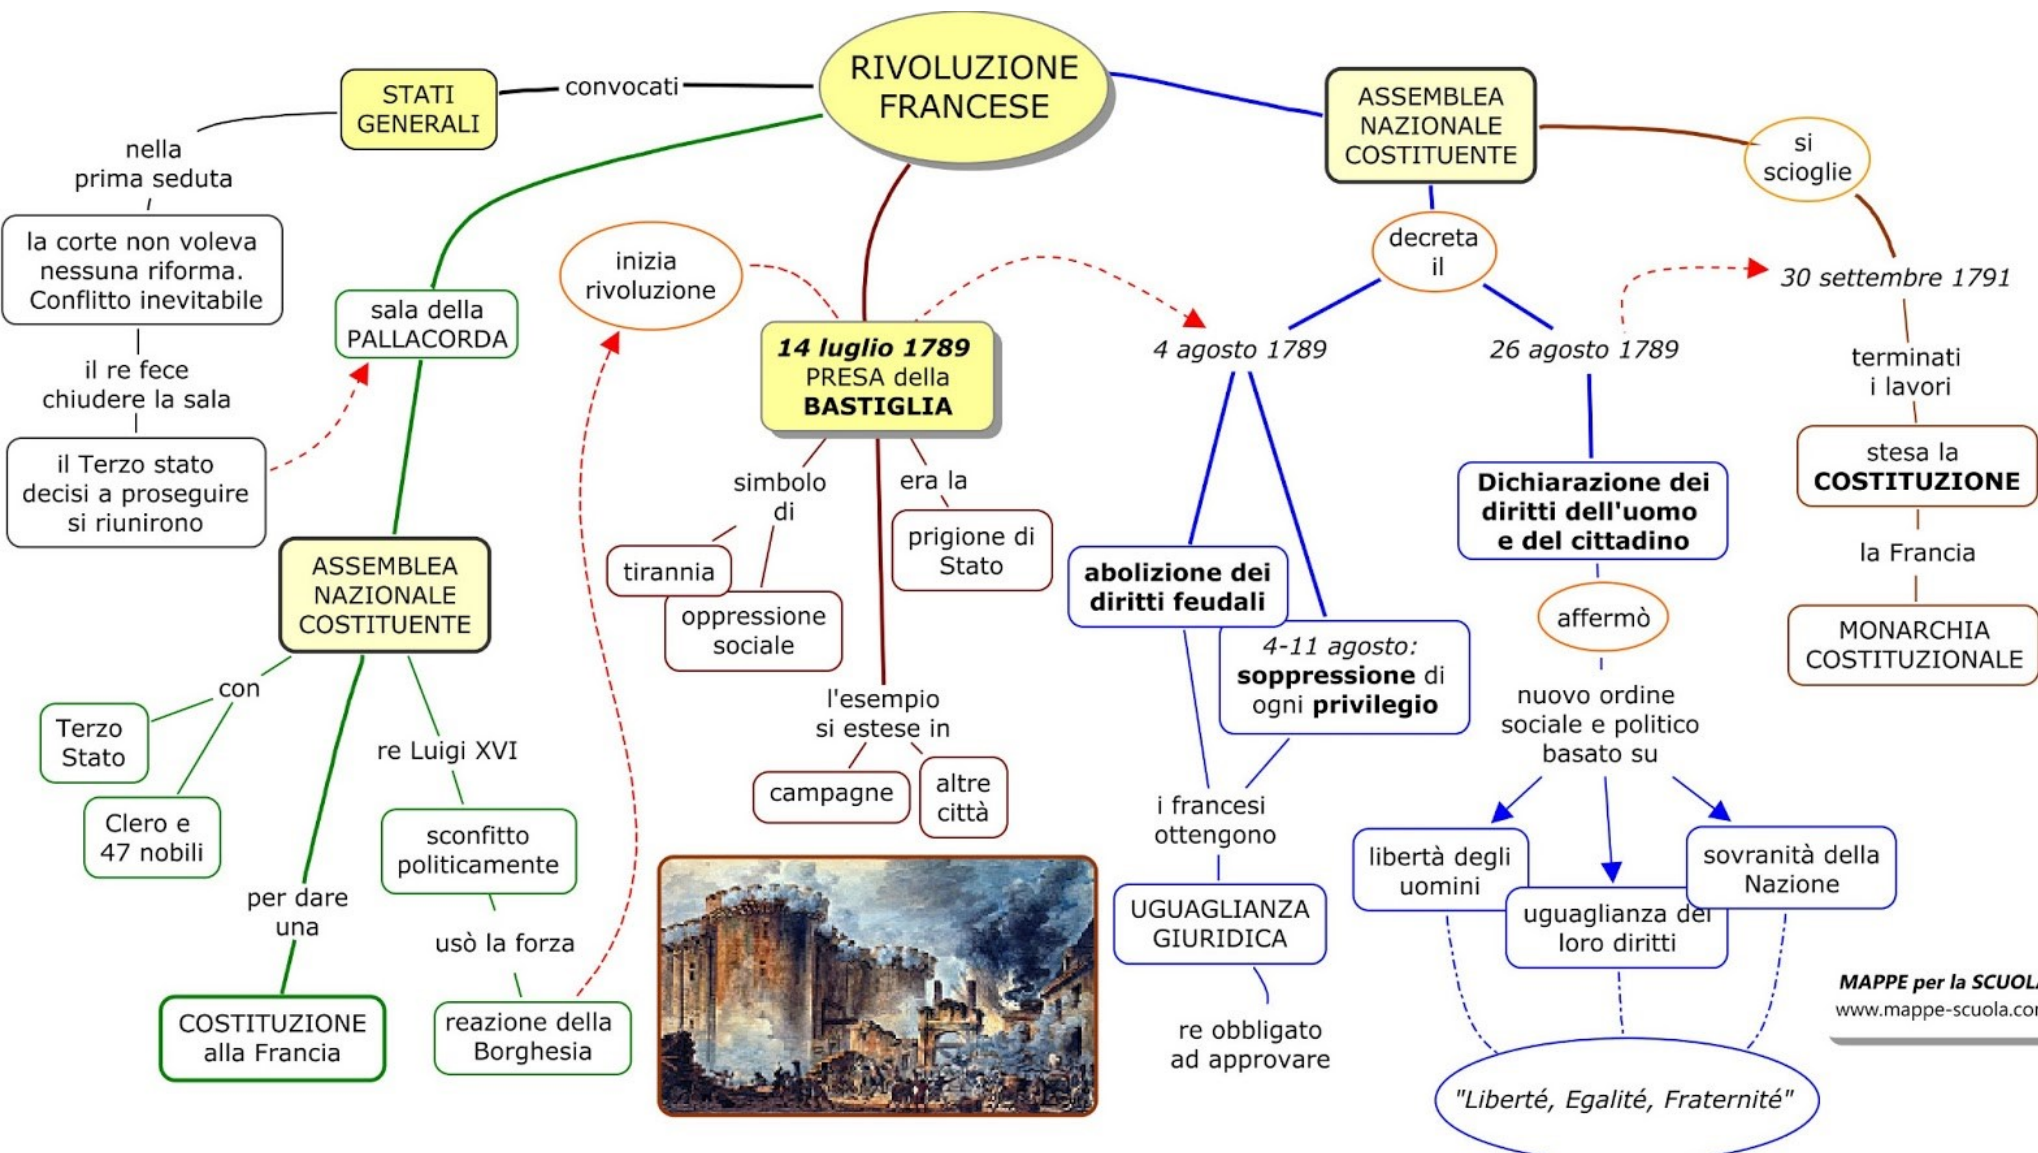 RIVOLUZIONE
FRANCESE
convocati
STATI
GENERALI
nella
prima seduta
la corte non voleva
nessuna riforma.
Conflitto inevitabile
il re fece
chiudere la sala
il Terzo stato
decisi a proseguire
si riunirono
sala della
PALLACORDA
ASSEMBLEA
NAZIONALE
COSTITUENTE
con
Terzo
Stato
Clero e
47 nobili
per dare
una
COSTITUZIONE
alla Francia
re Luigi XVI
sconfitto
politicamente
usò la forza
reazione della
Borghesia
inizia
rivoluzione
14 luglio 1789
PRESA della
BASTIGLIA
simbolo
di
tirannia
oppressione
sociale
era la
prigione di
Stato
l'esempio
si estese in
campagne
altre
città
ASSEMBLEA
NAZIONALE
COSTITUENTE
decreta
il
4 agosto 1789
abolizione dei
diritti feudali
4-11 agosto:
soppressione di
ogni privilegio
i francesi
ottengono
UGUAGLIANZA
GIURIDICA
re obbligato
ad approvare
26 agosto 1789
Dichiarazione dei
diritti dell'uomo
e del cittadino
affermò
nuovo ordine
sociale e politico
basato su
libertà degli
uomini
uguaglianza dei
loro diritti
sovranità della
Nazione
"Liberté, Egalité, Fraternité"
si
scioglie
30 settembre 1791
terminati
i lavori
stesa la
COSTITUZIONE
la Francia
MONARCHIA
COSTITUZIONALE
MAPPE per la SCUOLA
www.mappe-scuola.com